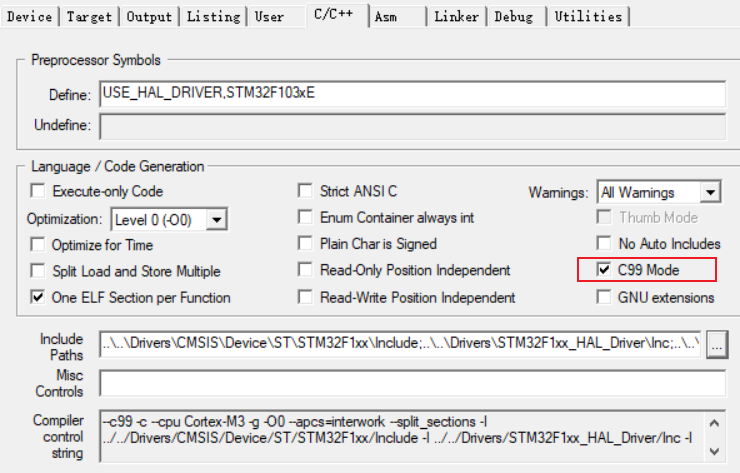 Device Target Output Listing User C/C++ Asm Linker Debug Utilities
Preprocessor Symbols
Define: USE_HAL_DRIVER,STM32F103xE
Undefine:
Language / Code Generation
Execute-only Code Strict ANSI C Warnings: All Warnings
Optimization: Level 0 (-O0) Enum Container always int Thumb Mode
Optimize for Time Plain Char is Signed No Auto Includes
Split Load and Store Multiple Read-Only Position Independent C99 Mode
One ELF Section per Function Read-Write Position Independent GNU extensions
Include Paths ..\..\Drivers\CMSIS\Device\ST\STM32F1xx\Include;..\..\Drivers\STM32F1xx_HAL_Driver\Inc;..\..\ ...
Misc Controls
Compiler control string --c99 -c --cpu Cortex-M3 -g -O0 --apcs=interwork --split_sections -I
../../Drivers/CMSIS/Device/ST/STM32F1xx/Include -I ../../Drivers/STM32F1xx_HAL_Driver/Inc -I